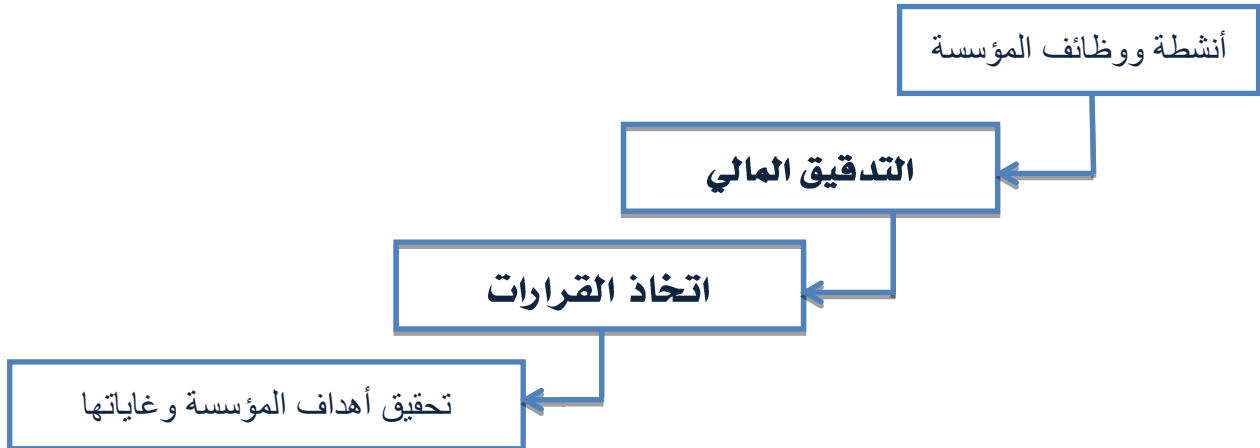 أنشطة ووظائف المؤسسة
التدقيق المالي
اتخاذ القرارات
تحقيق أهداف المؤسسة وغاياتها